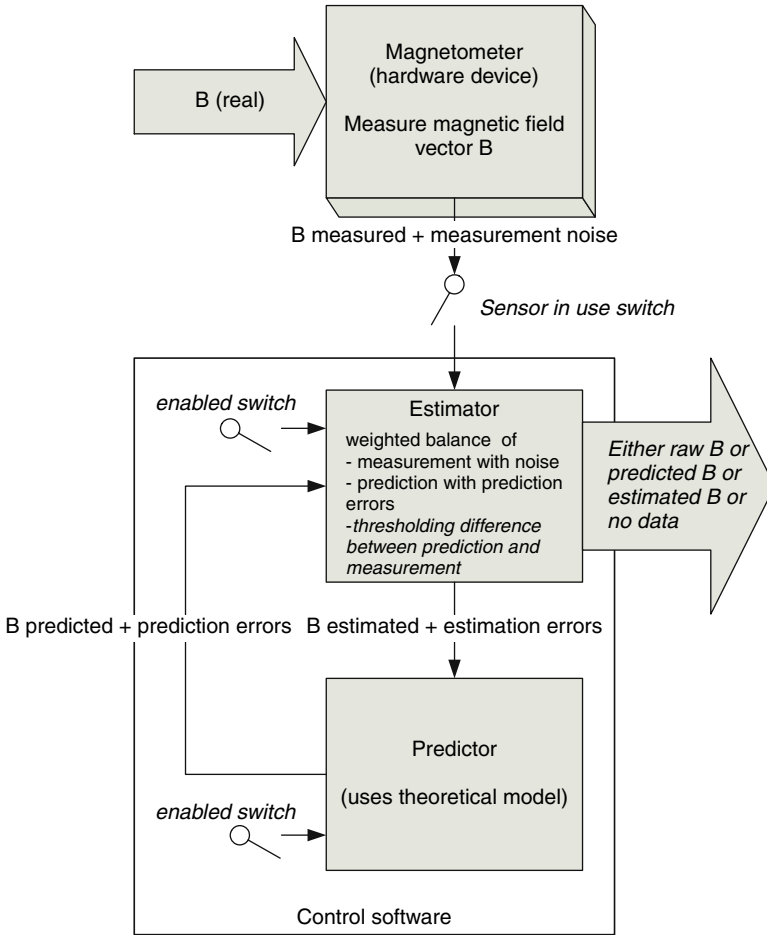 Magnetometer
(hardware device)
B (real)
Measure magnetic field
vector B
B measured + measurement noise
Sensor in use switch
enabled switch
Estimator
weighted balance of
- measurement with noise
- prediction with prediction
errors
-thresholding difference
between prediction and
measurement
Either raw B or
predicted B or
estimated B or
no data
B predicted + prediction errors
B estimated + estimation errors
Predictor
(uses theoretical model)
enabled switch
Control software